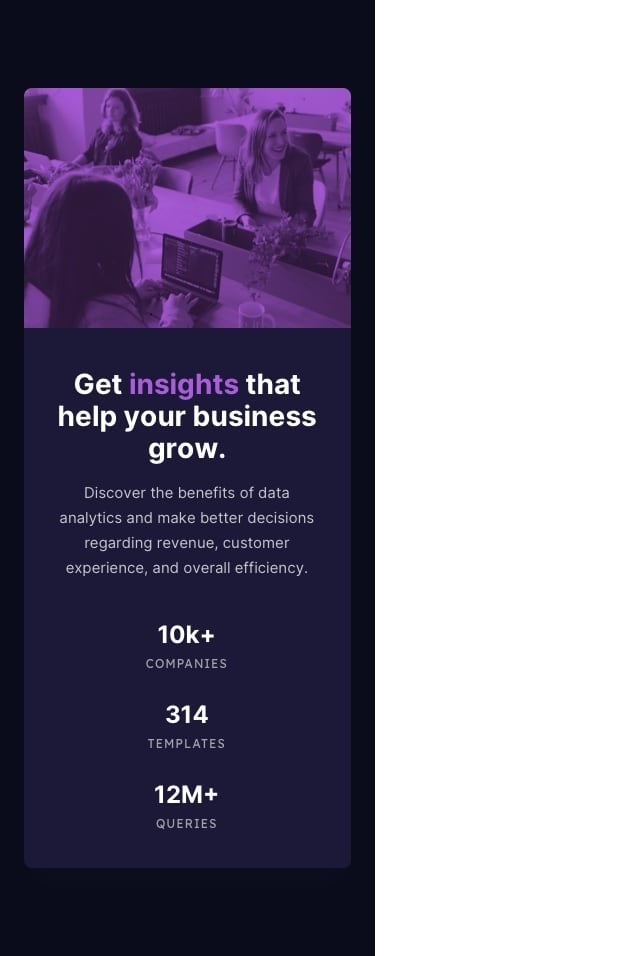 Get insights that
help your business
grow.
Discover the benefits of data
analytics and make better decisions
regarding revenue, customer
experience, and overall efficiency.
10k+
COMPANIES
314
TEMPLATES
12M+
QUERIES